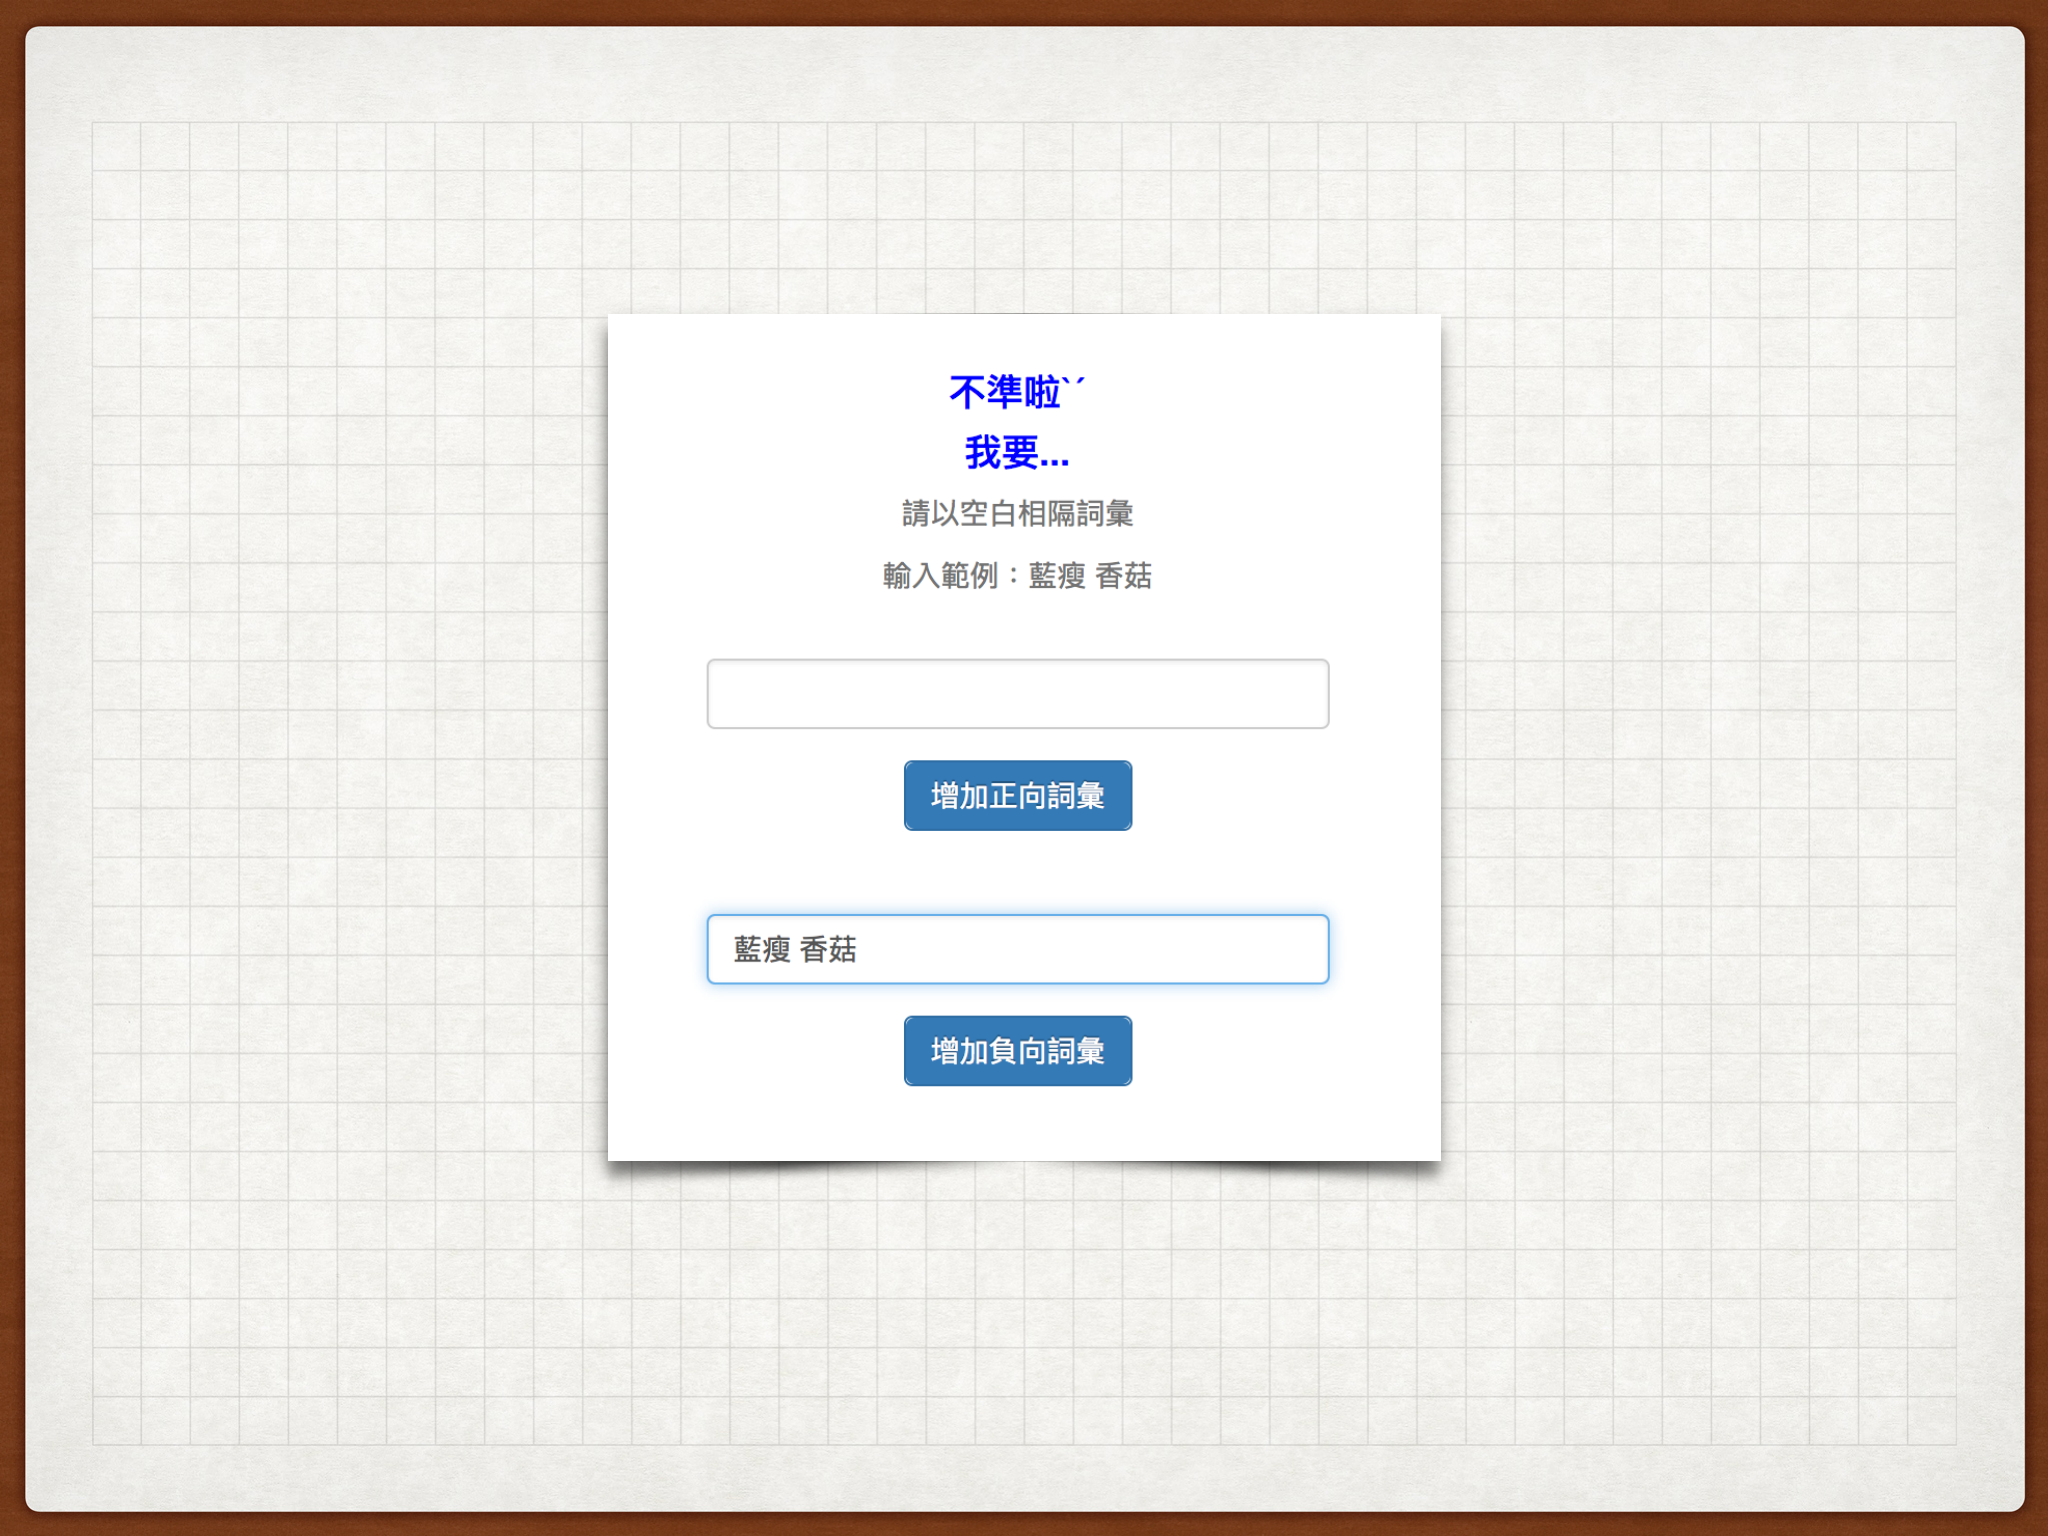 不準啦`ˊ
我要...
請以空白相隔詞彙
輸入範例：藍瘦 香菇
增加正向詞彙
藍瘦 香菇
增加負向詞彙